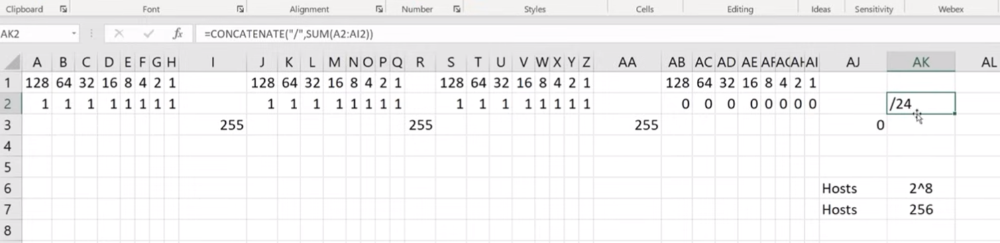 Clipboard Font Alignment Number Styles Cells Editing Ideas Sensitivity Webex
AK2 fx =CONCATENATE("/",SUM(A2:AI2))
A B C D E F G H I J K L M N O P Q R S T U V W X Y Z AA AB AC AD AE AF AG AH AI AJ AK AL
1 128 64 32 16 8 4 2 1 128 64 32 16 8 4 2 1 128 64 32 16 8 4 2 1 128 64 32 16 8 4 2 1
2 1 1 1 1 1 1 1 1 1 1 1 1 1 1 1 1 1 1 1 1 1 1 1 1 0 0 0 0 0 0 0 0 /24
3 255 255 255 0
4
5
6 Hosts 2^8
7 Hosts 256
8